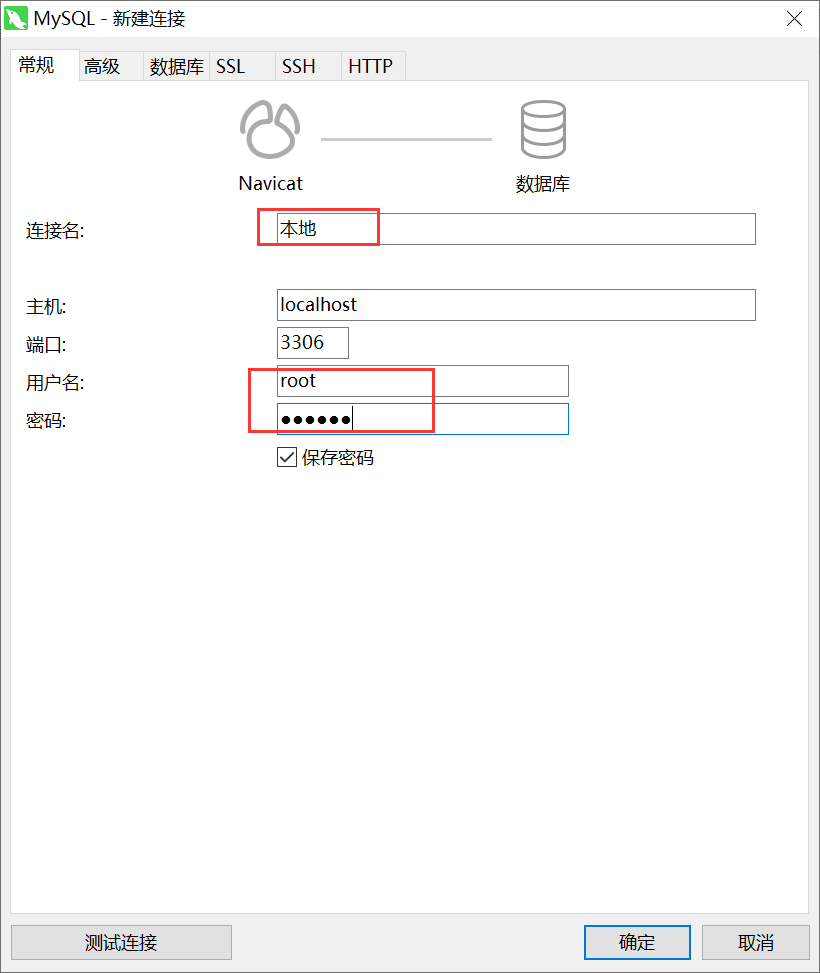 MySQL - 新建连接
常规 高级 数据库 SSL SSH HTTP
Navicat 数据库
连接名: 本地
主机: localhost
端口: 3306
用户名: root
密码: ●●●●●●
保存密码
测试连接 确定 取消